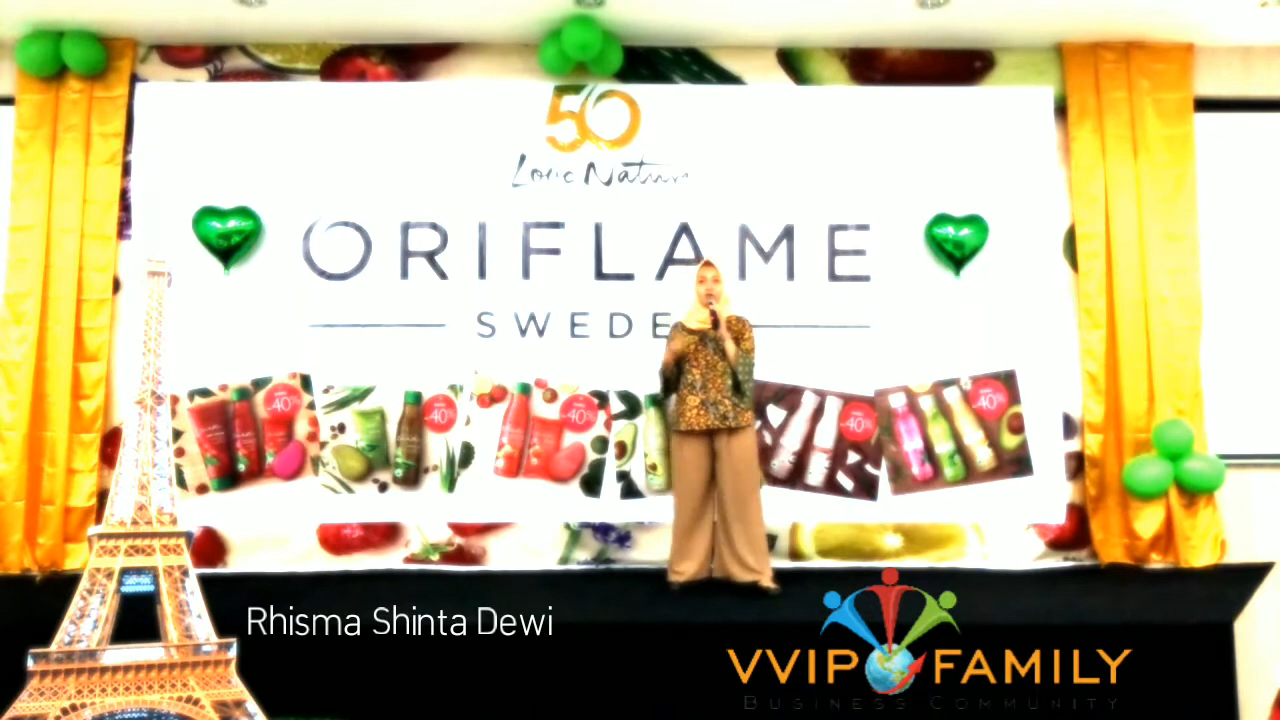 50
Love Nature
ORIFLAME
SWEDE
-40%
-40%
-40%
-40%
-40%
Rhisma Shinta Dewi
VVIP FAMILY
BUSINESS COMMUNITY